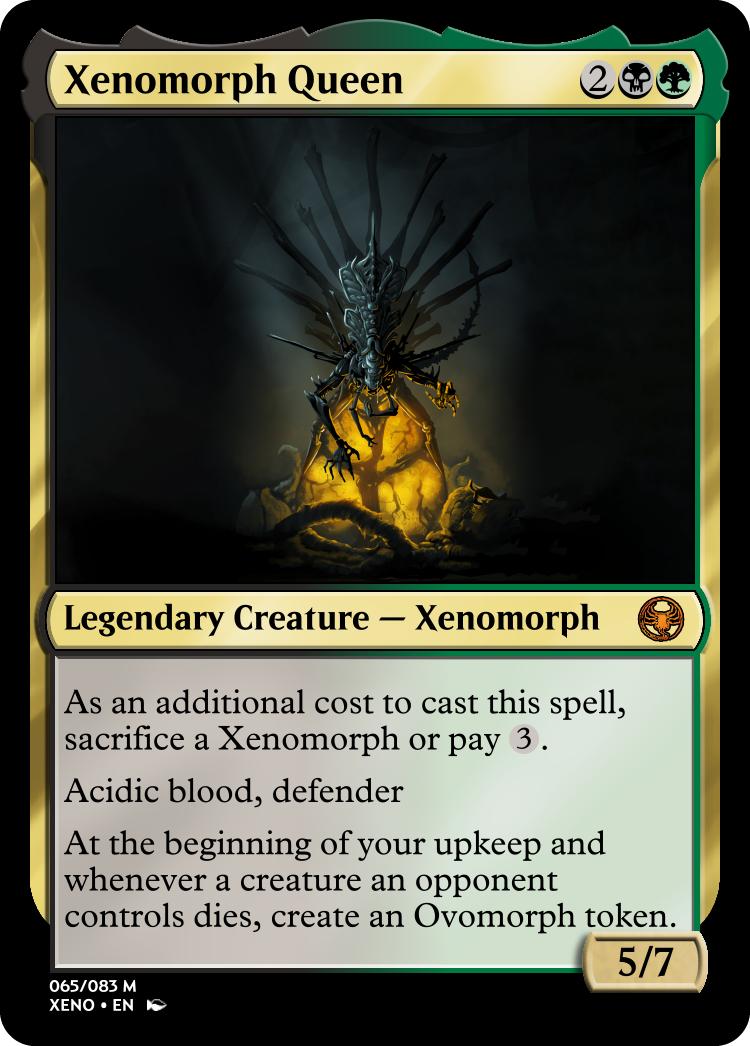 Xenomorph Queen 2
Legendary Creature — Xenomorph
As an additional cost to cast this spell,
sacrifice a Xenomorph or pay 3.
Acidic blood, defender
At the beginning of your upkeep and
whenever a creature an opponent
controls dies, create an Ovomorph token.
5/7
065/083 M
XENO • EN